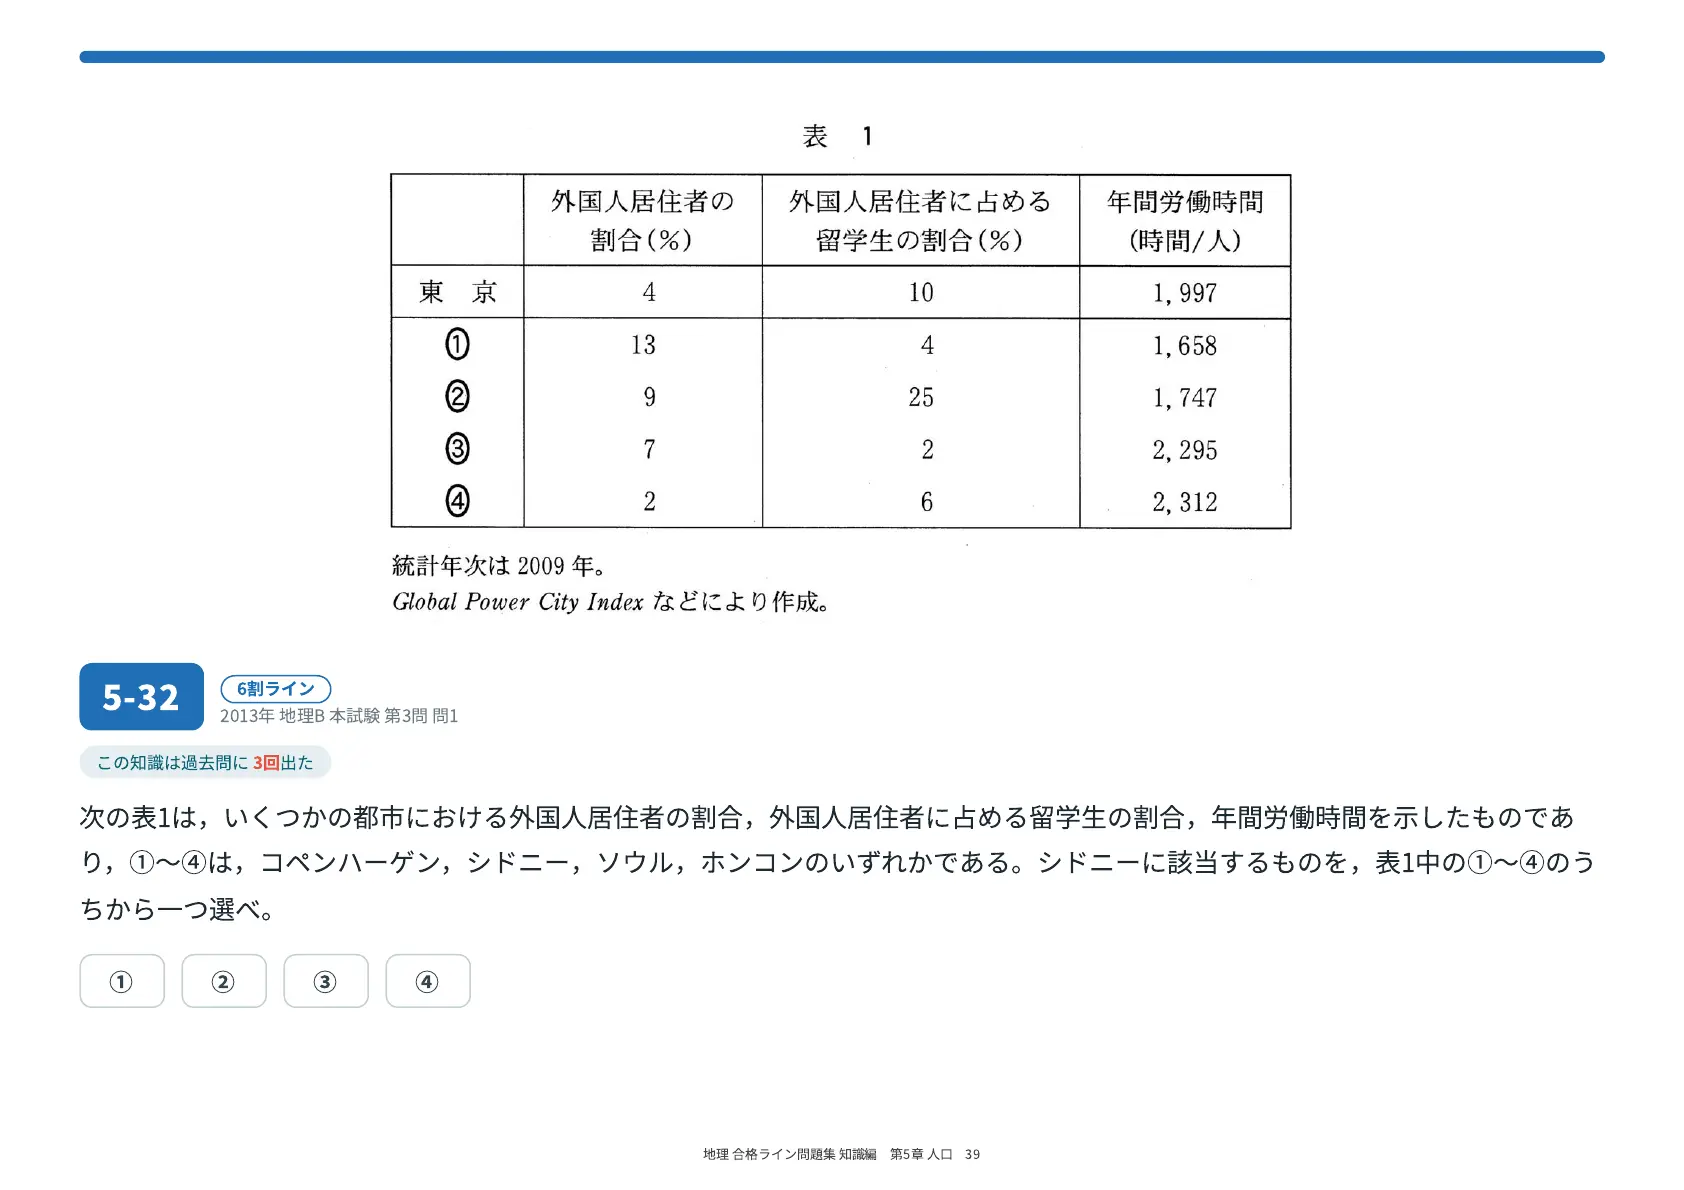 表 1
外国人居住者の割合(%) 外国人居住者に占める留学生の割合(%) 年間労働時間(時間/人)
東 京 4 10 1,997
① 13 4 1,658
② 9 25 1,747
③ 7 2 2,295
④ 2 6 2,312
統計年次は 2009 年。
Global Power City Index などにより作成。
5-32
6割ライン
2013年 地理B 本試験 第3問 問1
この知識は過去問に 3回出た
次の表1は，いくつかの都市における外国人居住者の割合，外国人居住者に占める留学生の割合，年間労働時間を示したものであ
り，①～④は，コペンハーゲン，シドニー，ソウル，ホンコンのいずれかである。シドニーに該当するものを，表1中の①～④のう
ちから一つ選べ。
① ② ③ ④
地理 合格ライン問題集 知識編 第5章 人口 39